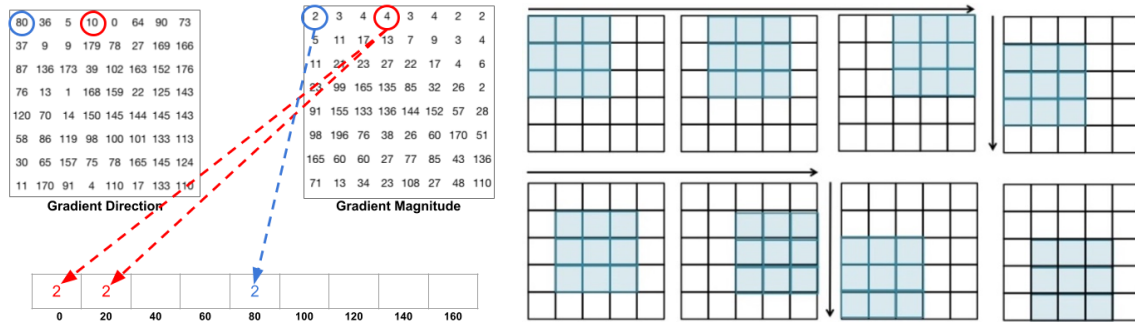 80 36 5 10 0 64 90 73
37 9 9 179 78 27 169 166
87 136 173 39 102 163 152 176
76 13 1 168 159 22 125 143
120 70 14 150 145 144 145 143
58 86 119 98 100 101 133 113
30 65 157 75 78 165 145 124
11 170 91 4 110 17 133 110
Gradient Direction
2 3 4 4 3 4 2 2
5 11 17 13 7 9 3 4
11 21 23 27 22 17 4 6
23 99 165 135 85 32 26 2
91 155 133 136 144 152 57 28
98 196 76 38 26 60 170 51
165 60 60 27 77 85 43 136
71 13 34 23 108 27 48 110
Gradient Magnitude
2 2 2
0 20 40 60 80 100 120 140 160